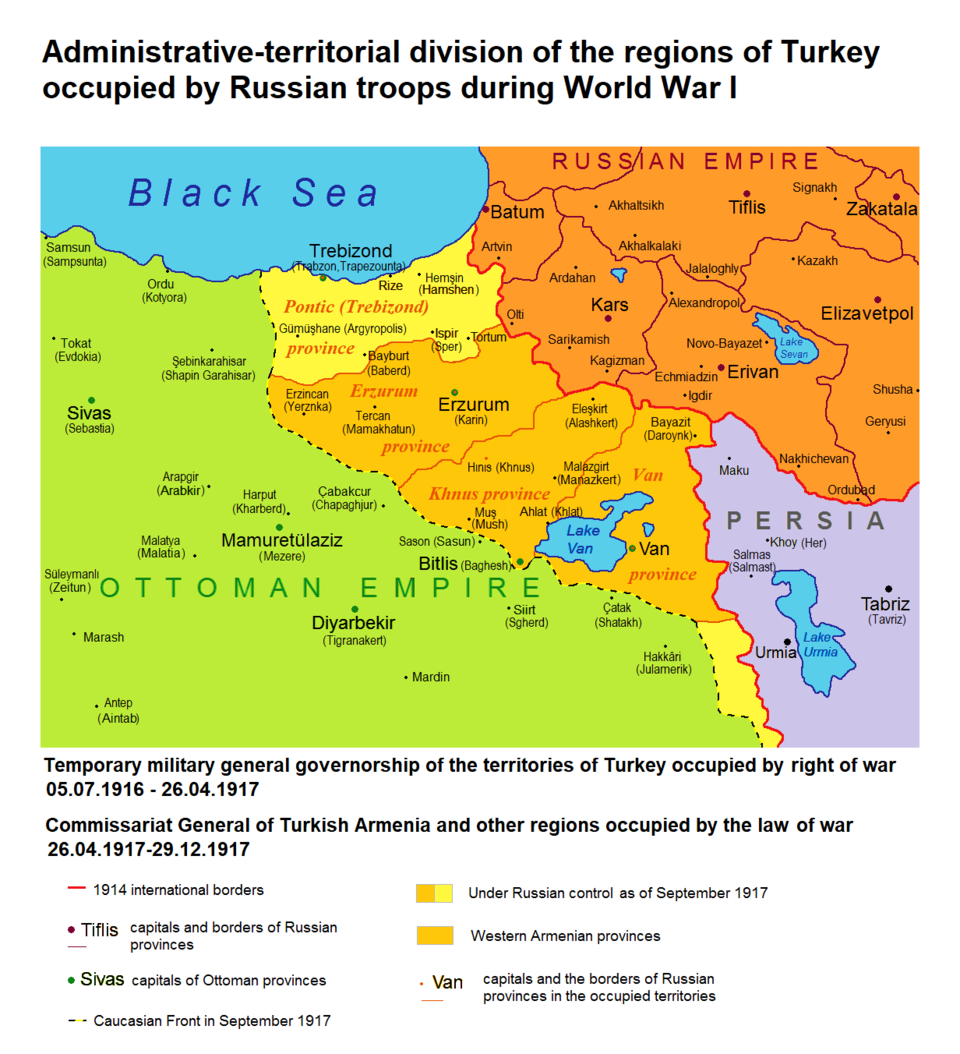 Administrative-territorial division of the regions of Turkey
occupied by Russian troops during World War I
RUSSIAN EMPIRE
Black Sea
Signakh
Batum
Akhaltsikh
Tiflis
Zakatala
Samsun
(Sampsunta)
Trebizond
(Trabzon,Trapezounta)
Artvin
Akhalkalaki
Kazakh
Ordu
(Kotyora)
Rize
Hemşin
(Hamshen)
Ardahan
Jalaloghly
Pontic (Trebizond)
province
Kars
Alexandropol
Elizavetpol
Gümüşhane (Argyropolis)
Ispir
(Sper)
Tortum
Olti
Tokat
(Evdokia)
Şebinkarahisar
(Shapin Garahisar)
Bayburt
(Baberd)
Sarikamish
Novo-Bayazet
Lake
Sevan
Kagizman
Echmiadzin
Erivan
Erzincan
(Yerznka)
Erzurum
province
Erzurum
(Karin)
Igdir
Shusha
Sivas
(Sebastia)
Tercan
(Mamakhatun)
Eleşkirt
(Alashkert)
Bayazit
(Daroynk)
Geryusi
Hınıs (Khnus)
Malazgirt
(Manazkert)
Van
province
Maku
Nakhichevan
Arapgir
(Arabkir)
Harput
(Kharberd)
Çabakcur
(Chapaghjur)
Khnus province
Ordubad
Muş
(Mush)
Ahlat (Khlat)
PERSIA
Malatya
(Malatia)
Mamuretülaziz
(Mezere)
Sason (Sasun)
Lake
Van
Van
Khoy (Her)
Bitlis (Baghesh)
Salmas
(Salmast)
Süleymanlı
(Zeitun)
OTTOMAN EMPIRE
Siirt
(Sgherd)
Çatak
(Shatakh)
Tabriz
(Tavriz)
Diyarbekir
(Tigranakert)
Marash
Hakkâri
(Julamerik)
Urmia
Lake
Urmia
Mardin
Antep
(Aintab)
Temporary military general governorship of the territories of Turkey occupied by right of war
05.07.1916 - 26.04.1917
Commissariat General of Turkish Armenia and other regions occupied by the law of war
26.04.1917-29.12.1917
1914 international borders
Tiflis capitals and borders of Russian
provinces
Sivas capitals of Ottoman provinces
Caucasian Front in September 1917
Under Russian control as of September 1917
Western Armenian provinces
Van capitals and the borders of Russian
provinces in the occupied territories